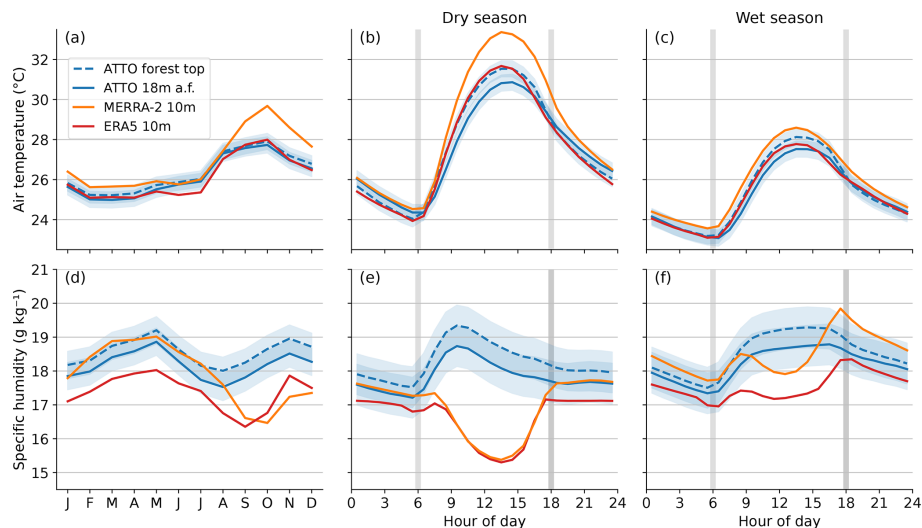 Dry season
Wet season
(a)
(b)
(c)
ATTO forest top
ATTO 18m a.f.
MERRA-2 10m
ERA5 10m
Air temperature (°C)
32
30
28
26
24
(d)
(e)
(f)
Specific humidity (g kg⁻¹)
21
20
19
18
17
16
15
J F M A M J J A S O N D
0 3 6 9 12 15 18 21 24
0 3 6 9 12 15 18 21 24
Hour of day
Hour of day